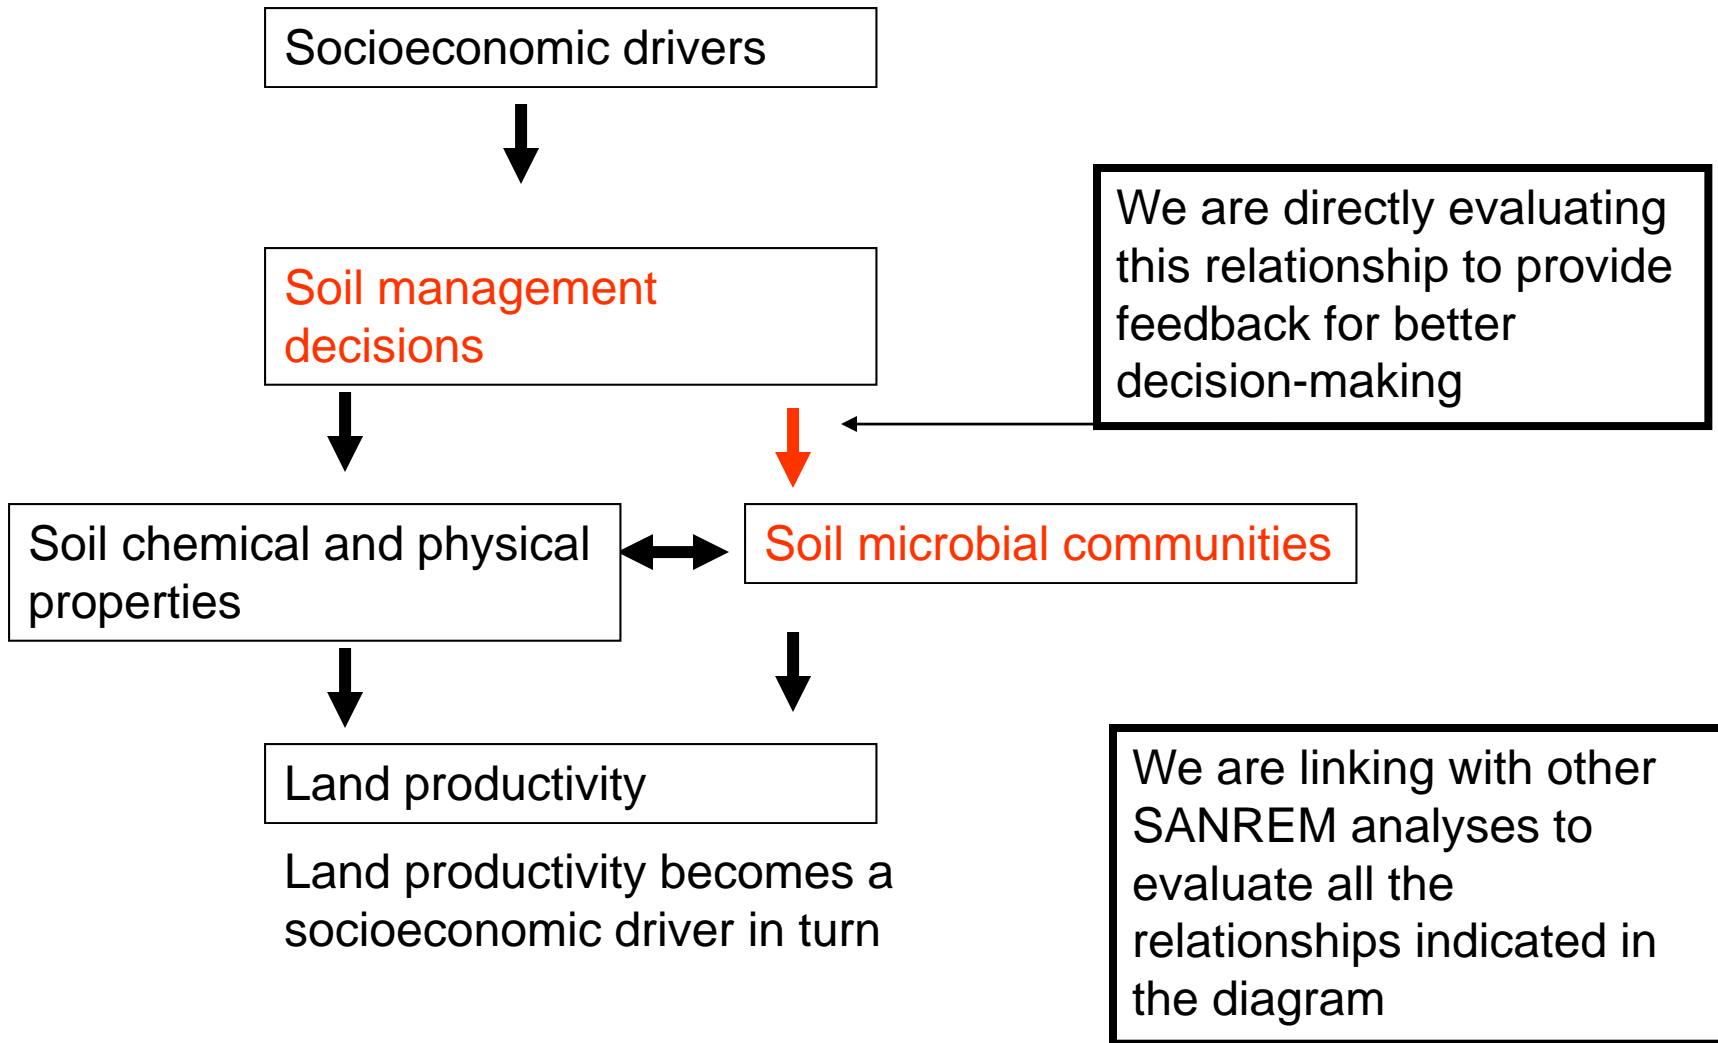 Socioeconomic drivers
We are directly evaluating
this relationship to provide
feedback for better
decision-making
Soil management
decisions
Soil chemical and physical
properties
Soil microbial communities
Land productivity
Land productivity becomes a
socioeconomic driver in turn
We are linking with other
SANREM analyses to
evaluate all the
relationships indicated in
the diagram